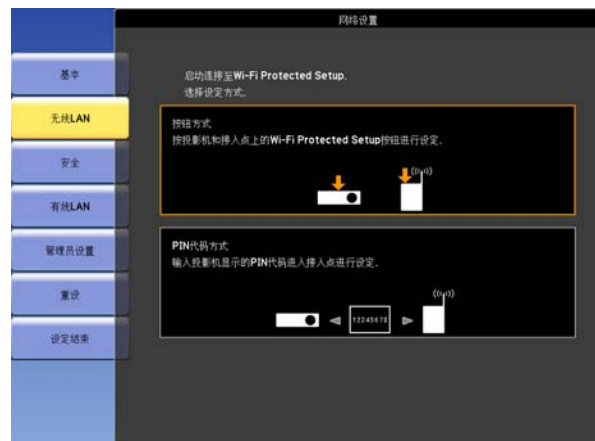 网络设置
基本
无线LAN
安全
有线LAN
管理员设置
重设
设定结束
启动连接至Wi-Fi Protected Setup.
选择设定方式.
按钮方式
按投影机和接入点上的Wi-Fi Protected Setup按钮进行设定.
PIN代码方式
输入投影机显示的PIN代码进入接入点进行设定.
12345678